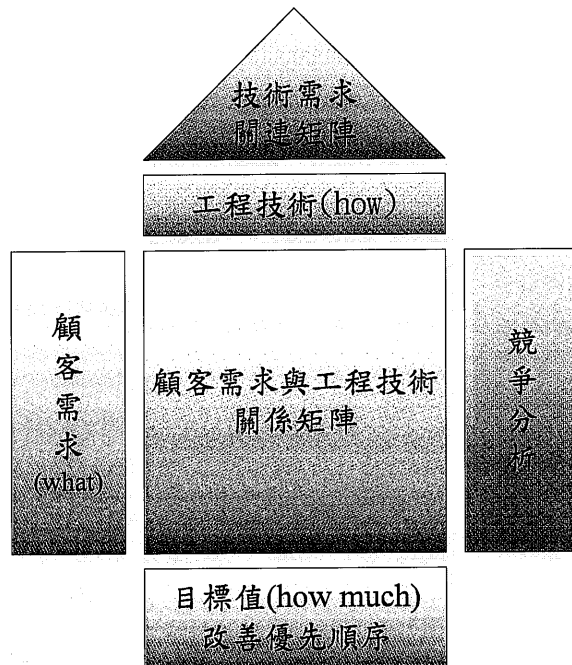 技術需求
關連矩陣
工程技術(how)
顧客需求
(what)
顧客需求與工程技術
關係矩陣
競爭分析
目標值(how much)
改善優先順序